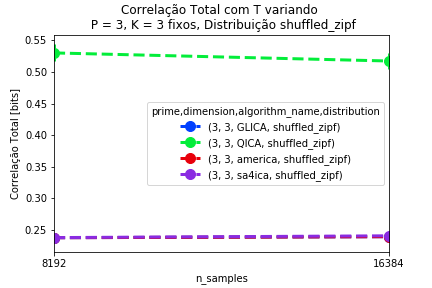 Correlação Total com T variando
P = 3, K = 3 fixos, Distribuição shuffled_zipf
0.55
0.50
0.45
0.40
0.35
0.30
0.25
Correlação Total [bits]
prime,dimension,algorithm_name,distribution
(3, 3, GLICA, shuffled_zipf)
(3, 3, QICA, shuffled_zipf)
(3, 3, america, shuffled_zipf)
(3, 3, sa4ica, shuffled_zipf)
8192
16384
n_samples